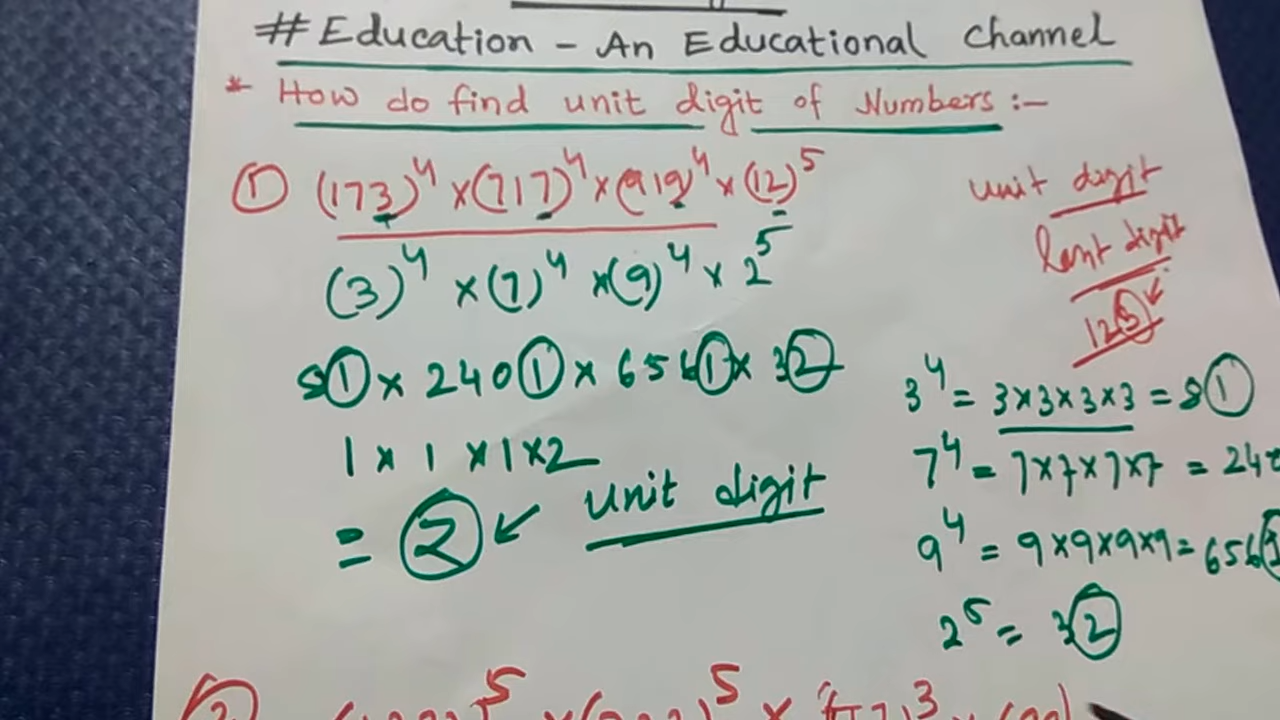 # Education - An Educational Channel
* How do find unit digit of Numbers :-
① (173)⁴ × (717)⁴ × (919)⁴ × (12)⁵
(3)⁴ × (7)⁴ × (9)⁴ × 2⁵
81 × 2401 × 6561 × 32
1 × 1 × 1 × 2
= 2 ← unit digit
unit digit
last digit
123
3⁴ = 3×3×3×3 = 81
7⁴ = 7×7×7×7 = 240
9⁴ = 9×9×9×9 = 6561
2⁵ = 32